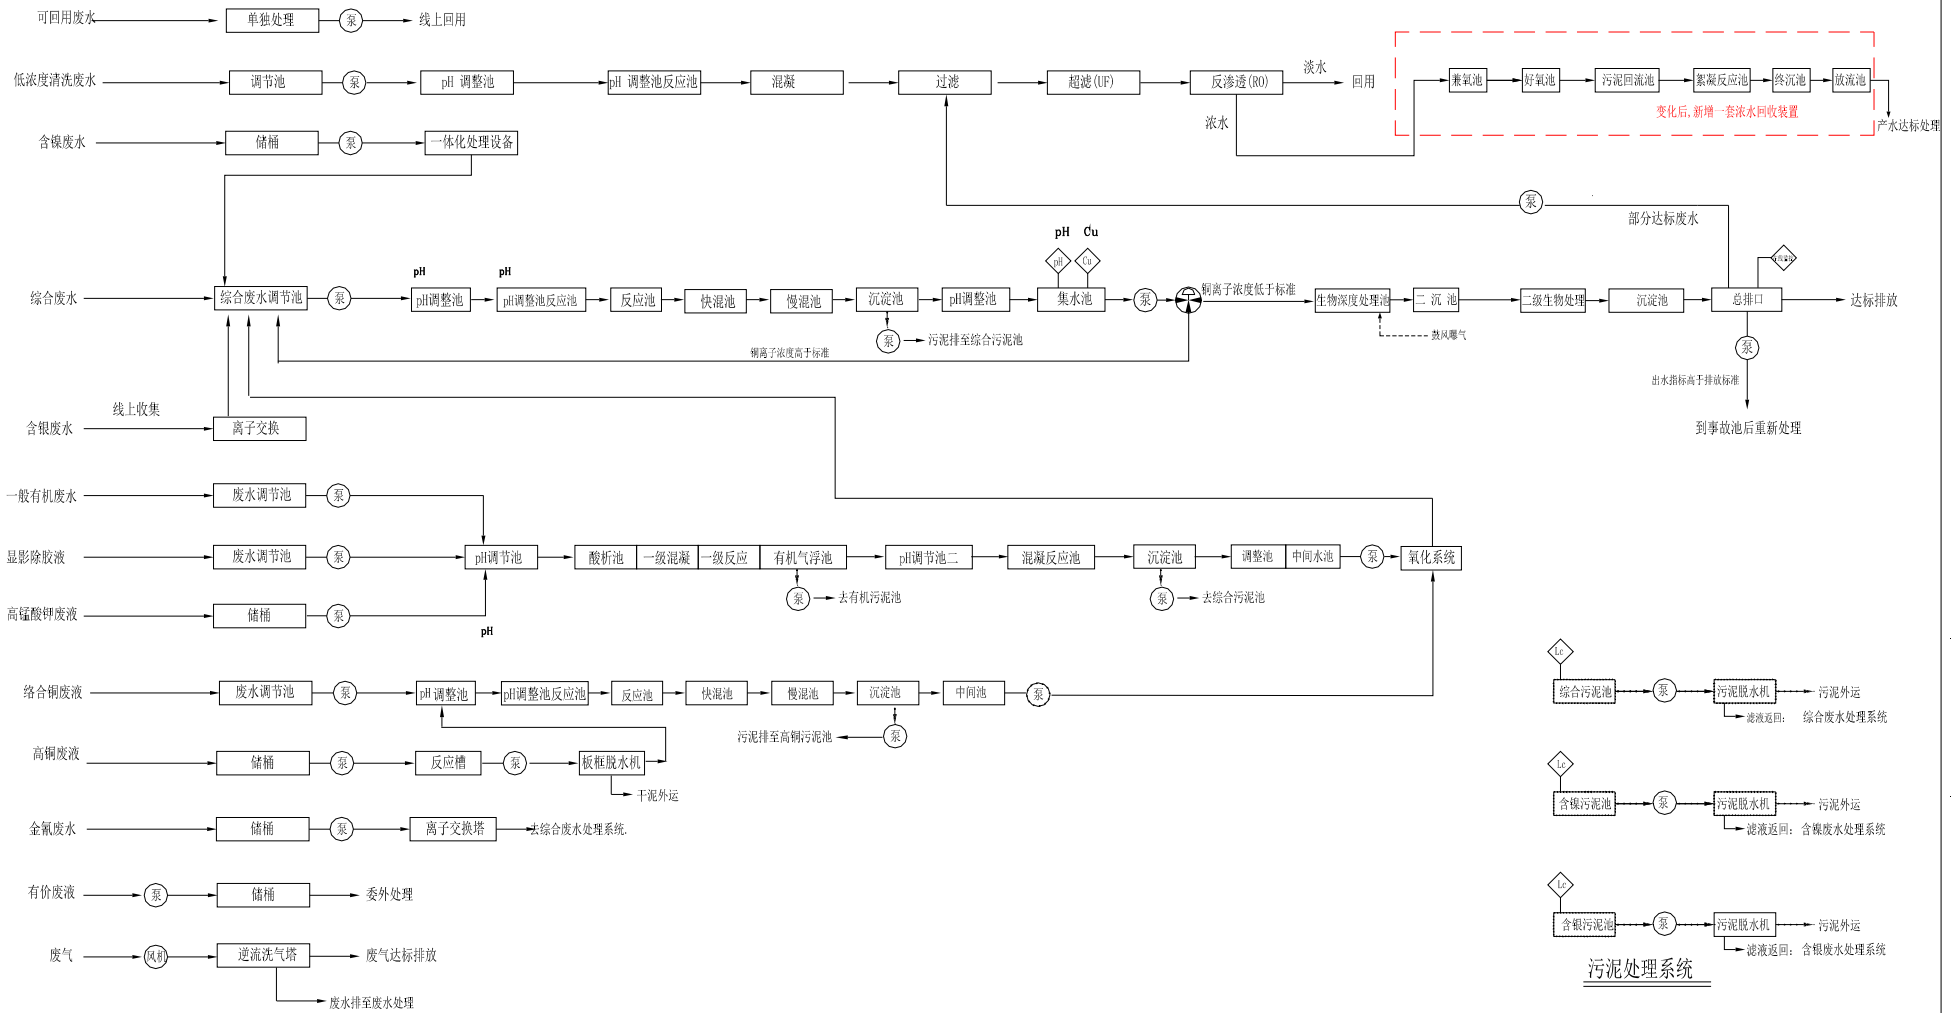 可回用废水
单独处理
泵
线上回用
低浓度清洗废水
调节池
泵
pH 调整池
pH 调整池反应池
混凝
过滤
超滤(UF)
反渗透(RO)
淡水
回用
浓水
兼氧池
好氧池
污泥回流池
絮凝反应池
终沉池
放流池
变化后,新增一套浓水回收装置
产水达标处理
含镍废水
储桶
泵
一体化处理设备
泵
部分达标废水
pH
Cu
综合废水
综合废水调节池
泵
pH
pH调整池
pH
pH调整池反应池
反应池
快混池
慢混池
沉淀池
pH调整池
pH
Cu
集水池
泵
铜离子浓度低于标准
生物深度处理池
二 沉 池
二级生物处理
沉淀池
总排口
达标排放
泵
污泥排至综合污泥池
鼓风曝气
铜离子浓度高于标准
泵
出水指标高于排放标准
到事故池后重新处理
线上收集
含银废水
离子交换
一般有机废水
废水调节池
泵
显影除胶液
废水调节池
泵
pH调节池
酸析池
一级混凝
一级反应
有机气浮池
pH调节池二
混凝反应池
沉淀池
调整池
中间水池
泵
氧化系统
泵
去有机污泥池
泵
去综合污泥池
高锰酸钾废液
储桶
泵
pH
络合铜废液
废水调节池
泵
pH 调整池
pH调整池反应池
反应池
快混池
慢混池
沉淀池
中间池
泵
污泥排至高铜污泥池
泵
高铜废液
储桶
泵
反应槽
泵
板框脱水机
干泥外运
金氰废水
储桶
泵
离子交换塔
去综合废水处理系统.
有价废液
泵
储桶
委外处理
废气
风机
逆流洗气塔
废气达标排放
废水排至废水处理
Lc
综合污泥池
泵
污泥脱水机
污泥外运
滤液返回: 综合废水处理系统
Lc
含镍污泥池
泵
污泥脱水机
污泥外运
滤液返回: 含镍废水处理系统
Lc
含银污泥池
泵
污泥脱水机
污泥外运
滤液返回: 含银废水处理系统
污泥处理系统